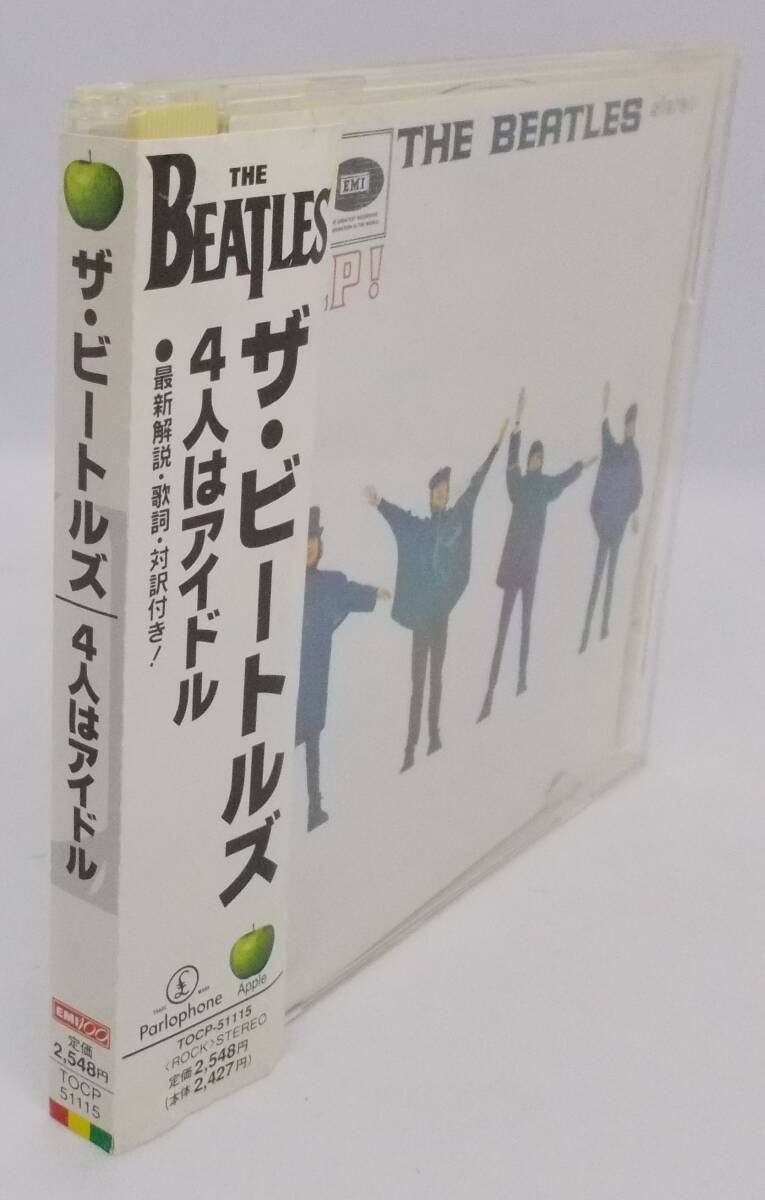 ザ・ビートルズ/4人はアイドル
EMI100
定価
2,548円
TOCP
51115
THE
BEATLES
ザ・ビートルズ
4人はアイドル
●最新解説・歌詞・対訳付き!
Parlophone
Apple
TOCP-51115
〈ROCK〉STEREO
定価2,548円
(本体 2,427円)
EMI
THE BEATLES
stereo
P!